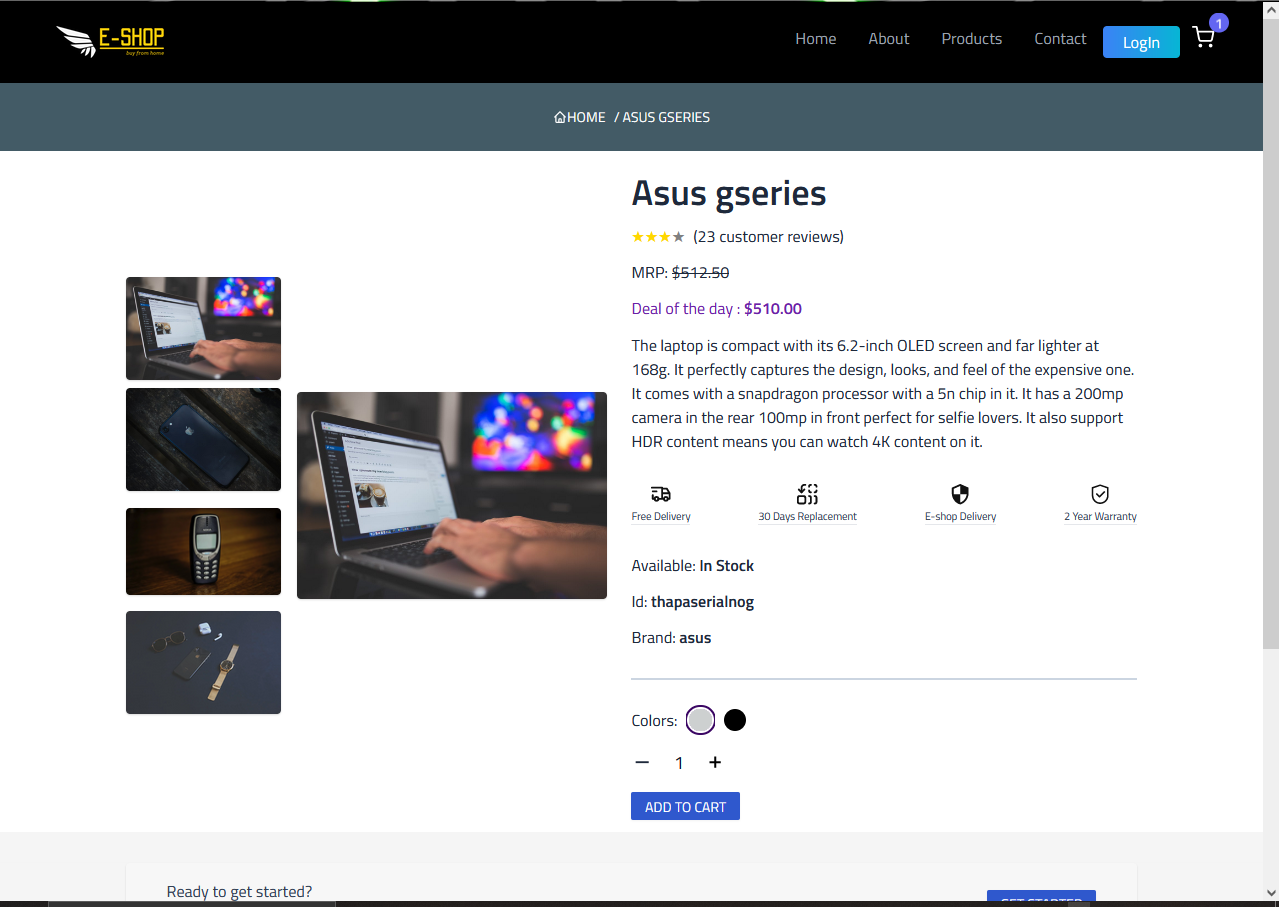 E-SHOP
buy from home
Home
About
Products
Contact
LogIn
1
HOME / ASUS GSERIES
Asus gseries
(23 customer reviews)
MRP: $512.50
Deal of the day : $510.00
The laptop is compact with its 6.2-inch OLED screen and far lighter at
168g. It perfectly captures the design, looks, and feel of the expensive one.
It comes with a snapdragon processor with a 5n chip in it. It has a 200mp
camera in the rear 100mp in front perfect for selfie lovers. It also support
HDR content means you can watch 4K content on it.
Free Delivery
30 Days Replacement
E-shop Delivery
2 Year Warranty
Available: In Stock
Id: thapaserialnog
Brand: asus
Colors:
1
ADD TO CART
Ready to get started?
GET STARTED